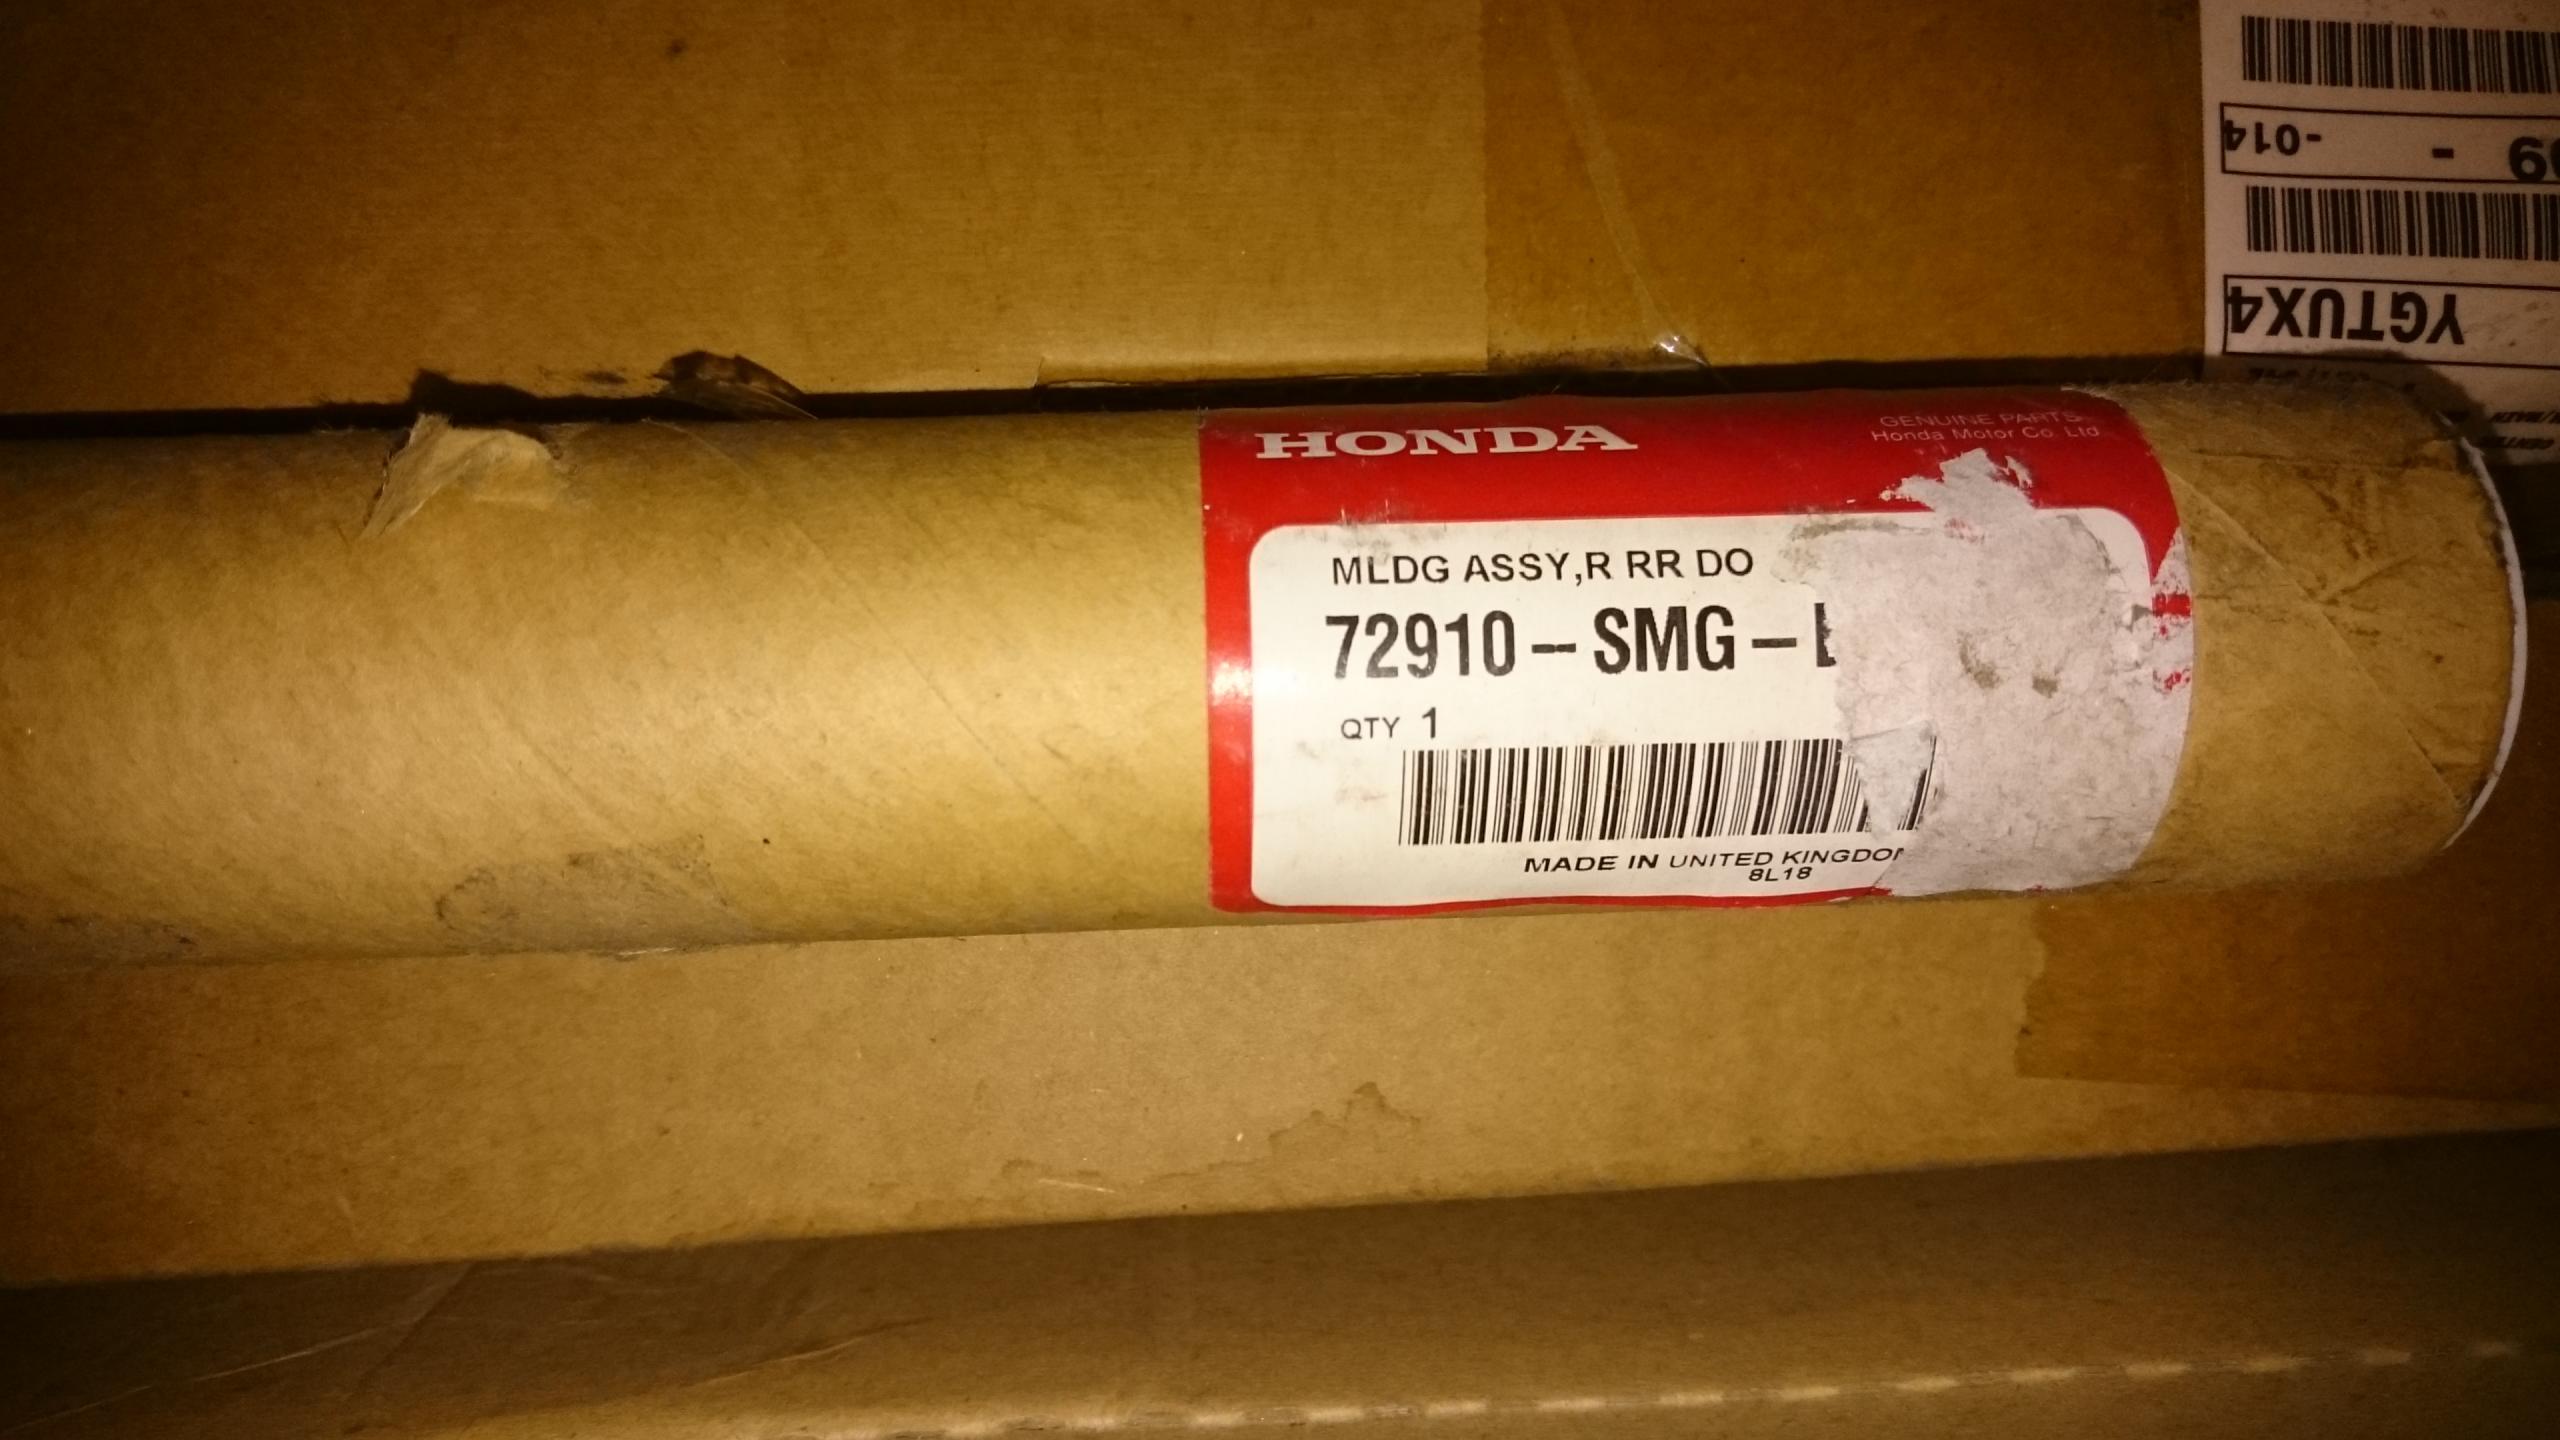 HONDA
GENUINE PARTS
Honda Motor Co Ltd
MLDG ASSY,R RR DO
72910-SMG-
QTY 1
MADE IN UNITED KINGDO
8L18
-014
-
YGTUX4